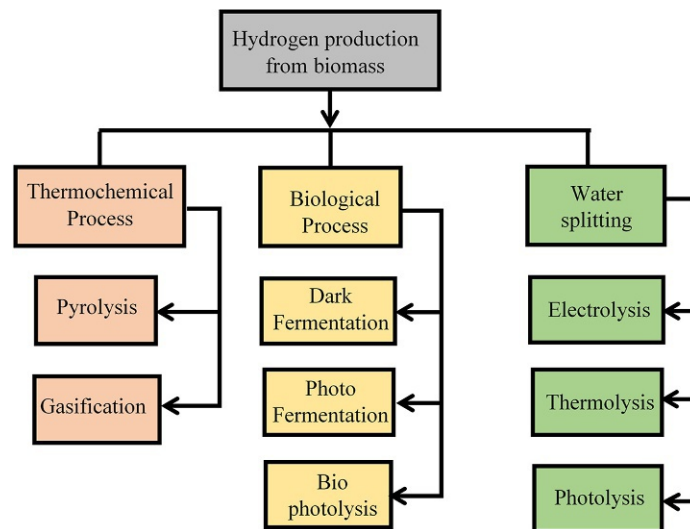 Hydrogen production
from biomass
Thermochemical
Process
Pyrolysis
Gasification
Biological
Process
Dark
Fermentation
Photo
Fermentation
Bio
photolysis
Water
splitting
Electrolysis
Thermolysis
Photolysis